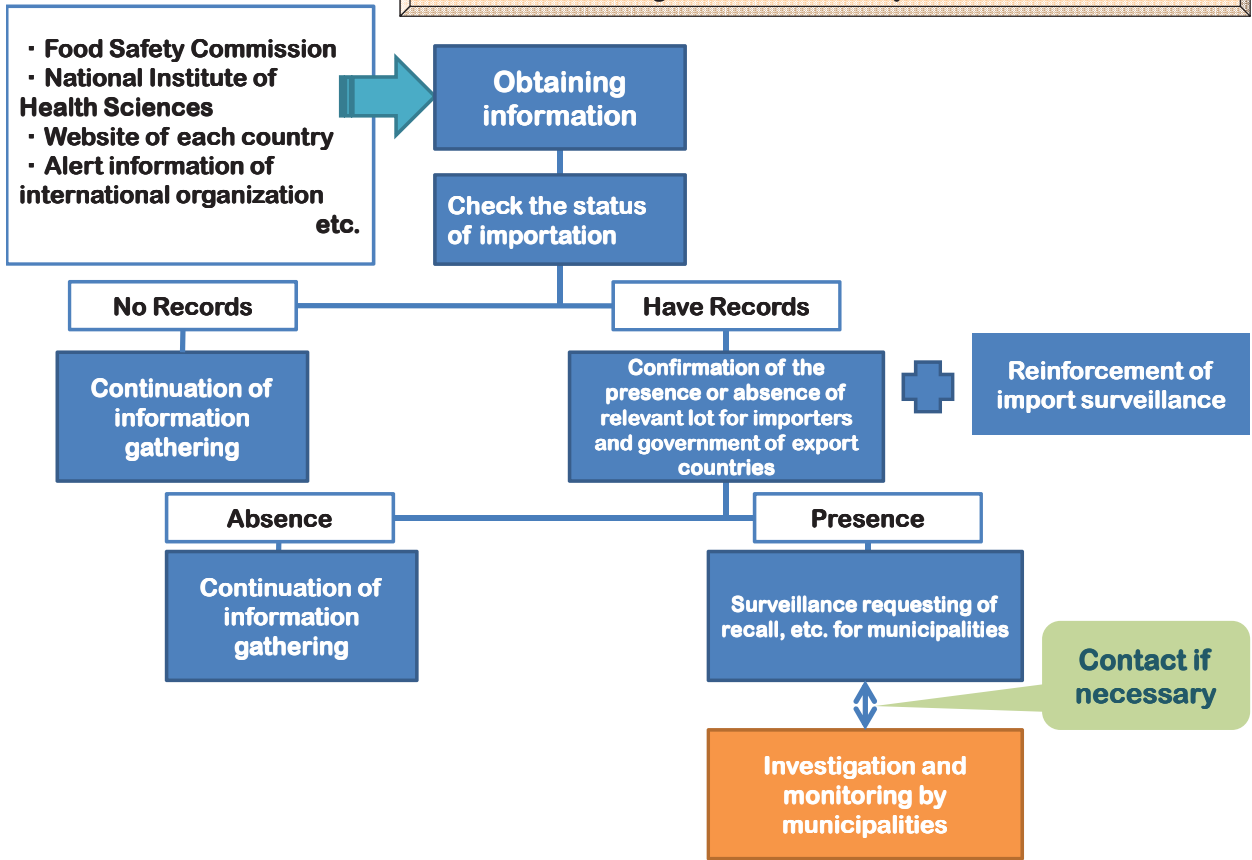 ・Food Safety Commission
・National Institute of
Health Sciences
・Website of each country
・Alert information of
international organization
etc.
Obtaining
information
Check the status
of importation
No Records
Have Records
Continuation of
information
gathering
Confirmation of the
presence or absence of
relevant lot for importers
and government of export
countries
Reinforcement of
import surveillance
Absence
Presence
Continuation of
information
gathering
Surveillance requesting of
recall, etc. for municipalities
Contact if
necessary
Investigation and
monitoring by
municipalities